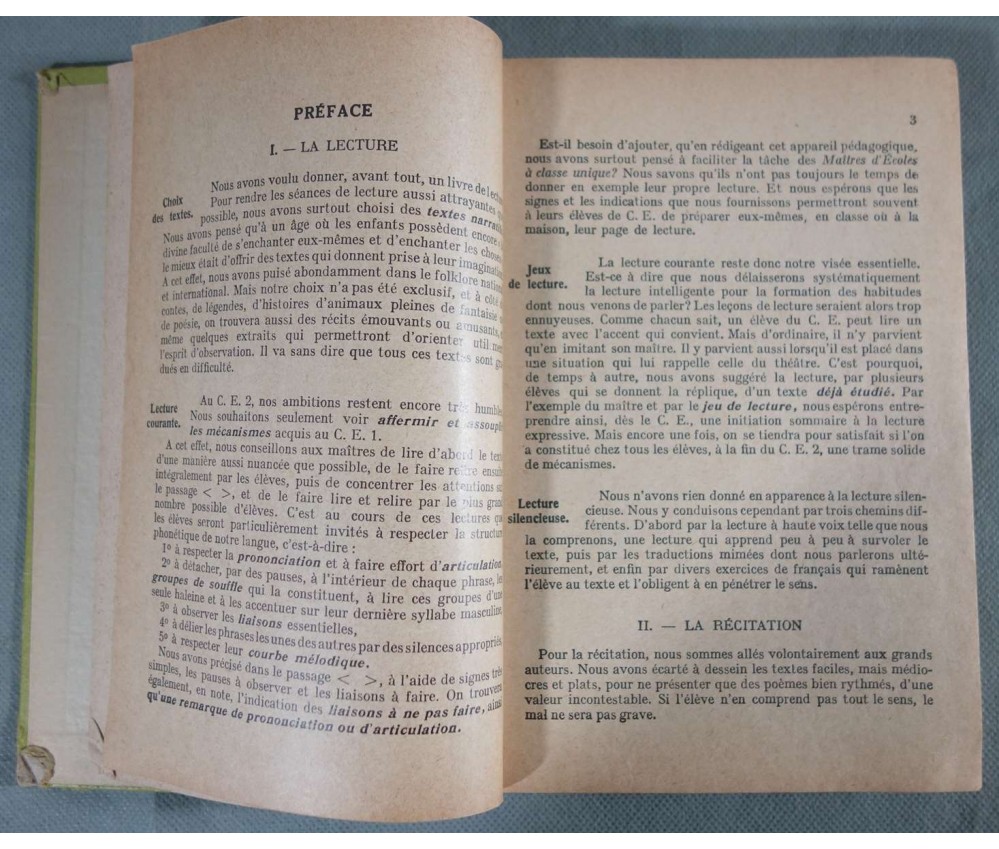 PRÉFACE
I. — LA LECTURE
Choix
des textes.
Nous avons voulu donner, avant tout, un livre de lecture
Pour rendre les séances de lecture aussi attrayantes
possible, nous avons surtout choisi des textes narratifs
Nous avons pensé qu'à un âge où les enfants possèdent encore
divine faculté de s'enchanter eux-mêmes et d'enchanter les choses
le mieux était d'offrir des textes qui donnent prise à leur imagination
A cet effet, nous avons puisé abondamment dans le folklore national
et international. Mais notre choix n'a pas été exclusif, et à côté
contes, de légendes, d'histoires d'animaux pleines de fantaisie
de poésie, on trouvera aussi des récits émouvants ou amusants,
même quelques extraits qui permettront d'orienter
l'esprit d'observation. Il va sans dire que tous ces textes sont
dués en difficulté.
Lecture
courante.
Au C. E. 2, nos ambitions restent encore très humbles
Nous souhaitons seulement voir affermir et assouplir
les mécanismes acquis au C. E. 1.
A cet effet, nous conseillons aux maîtres de lire d'abord le texte
d'une manière aussi nuancée que possible, de le faire relire ensuite
intégralement par les élèves, puis de concentrer les attentions sur
le passage < >, et de le faire lire et relire par le plus grand
nombre possible d'élèves. C'est au cours de ces lectures que
les élèves seront particulièrement invités à respecter la structure
phonétique de notre langue, c'est-à-dire :
1º à respecter la prononciation et à faire effort d'articulation,
2º à détacher, par des pauses, à l'intérieur de chaque phrase, les
groupes de souffle qui la constituent, à lire ces groupes d'une
seule haleine et à les accentuer sur leur dernière syllabe masculine,
3º à observer les liaisons essentielles,
4º à délier les phrases les unes des autres par des silences appropriés,
5º à respecter leur courbe mélodique.
Nous avons précisé dans le passage < >, à l'aide de signes très
simples, les pauses à observer et les liaisons à faire. On trouvera
également, en note, l'indication des liaisons à ne pas faire, ainsi
qu'une remarque de prononciation ou d'articulation.
3
Est-il besoin d'ajouter, qu'en rédigeant cet appareil pédagogique,
nous avons surtout pensé à faciliter la tâche des Maîtres d'Écoles
à classe unique? Nous savons qu'ils n'ont pas toujours le temps de
donner en exemple leur propre lecture. Et nous espérons que les
signes et les indications que nous fournissons permettront souvent
à leurs élèves de C. E. de préparer eux-mêmes, en classe où à la
maison, leur page de lecture.
Jeux
de lecture.
La lecture courante reste donc notre visée essentielle.
Est-ce à dire que nous délaisserons systématiquement
la lecture intelligente pour la formation des habitudes
dont nous venons de parler? Les leçons de lecture seraient alors trop
ennuyeuses. Comme chacun sait, un élève du C. E. peut lire un
texte avec l'accent qui convient. Mais d'ordinaire, il n'y parvient
qu'en imitant son maître. Il y parvient aussi lorsqu'il est placé dans
une situation qui lui rappelle celle du théâtre. C'est pourquoi,
de temps à autre, nous avons suggéré la lecture, par plusieurs
élèves qui se donnent la réplique, d'un texte déjà étudié. Par
l'exemple du maître et par le jeu de lecture, nous espérons entre-
prendre ainsi, dès le C. E., une initiation sommaire à la lecture
expressive. Mais encore une fois, on se tiendra pour satisfait si l'on
a constitué chez tous les élèves, à la fin du C. E. 2, une trame solide
de mécanismes.
Lecture
silencieuse.
Nous n'avons rien donné en apparence à la lecture silen-
cieuse. Nous y conduisons cependant par trois chemins dif-
férents. D'abord par la lecture à haute voix telle que nous
la comprenons, une lecture qui apprend peu à peu à survoler le
texte, puis par les traductions mimées dont nous parlerons ulté-
rieurement, et enfin par divers exercices de français qui ramènent
l'élève au texte et l'obligent à en pénétrer le sens.
II. — LA RÉCITATION
Pour la récitation, nous sommes allés volontairement aux grands
auteurs. Nous avons écarté à dessein les textes faciles, mais médio-
cres et plats, pour ne présenter que des poèmes bien rythmés, d'une
valeur incontestable. Si l'élève n'en comprend pas tout le sens, le
mal ne sera pas grave.